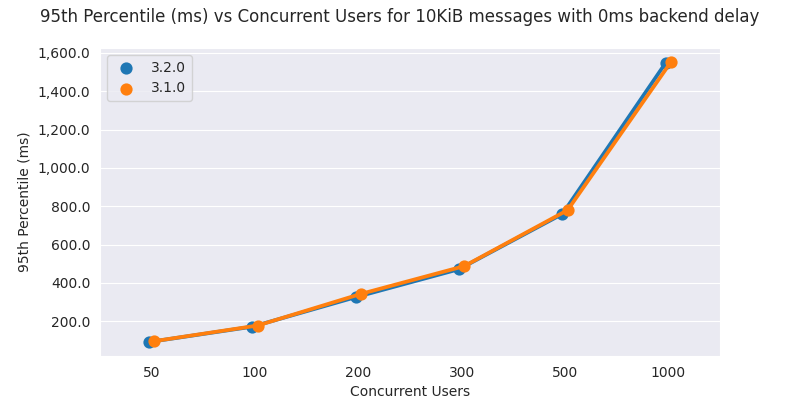 95th Percentile (ms) vs Concurrent Users for 10KiB messages with 0ms backend delay
1,600.0
3.2.0
3.1.0
1,400.0
1,200.0
1,000.0
800.0
600.0
400.0
200.0
95th Percentile (ms)
50 100 200 300 500 1000
Concurrent Users